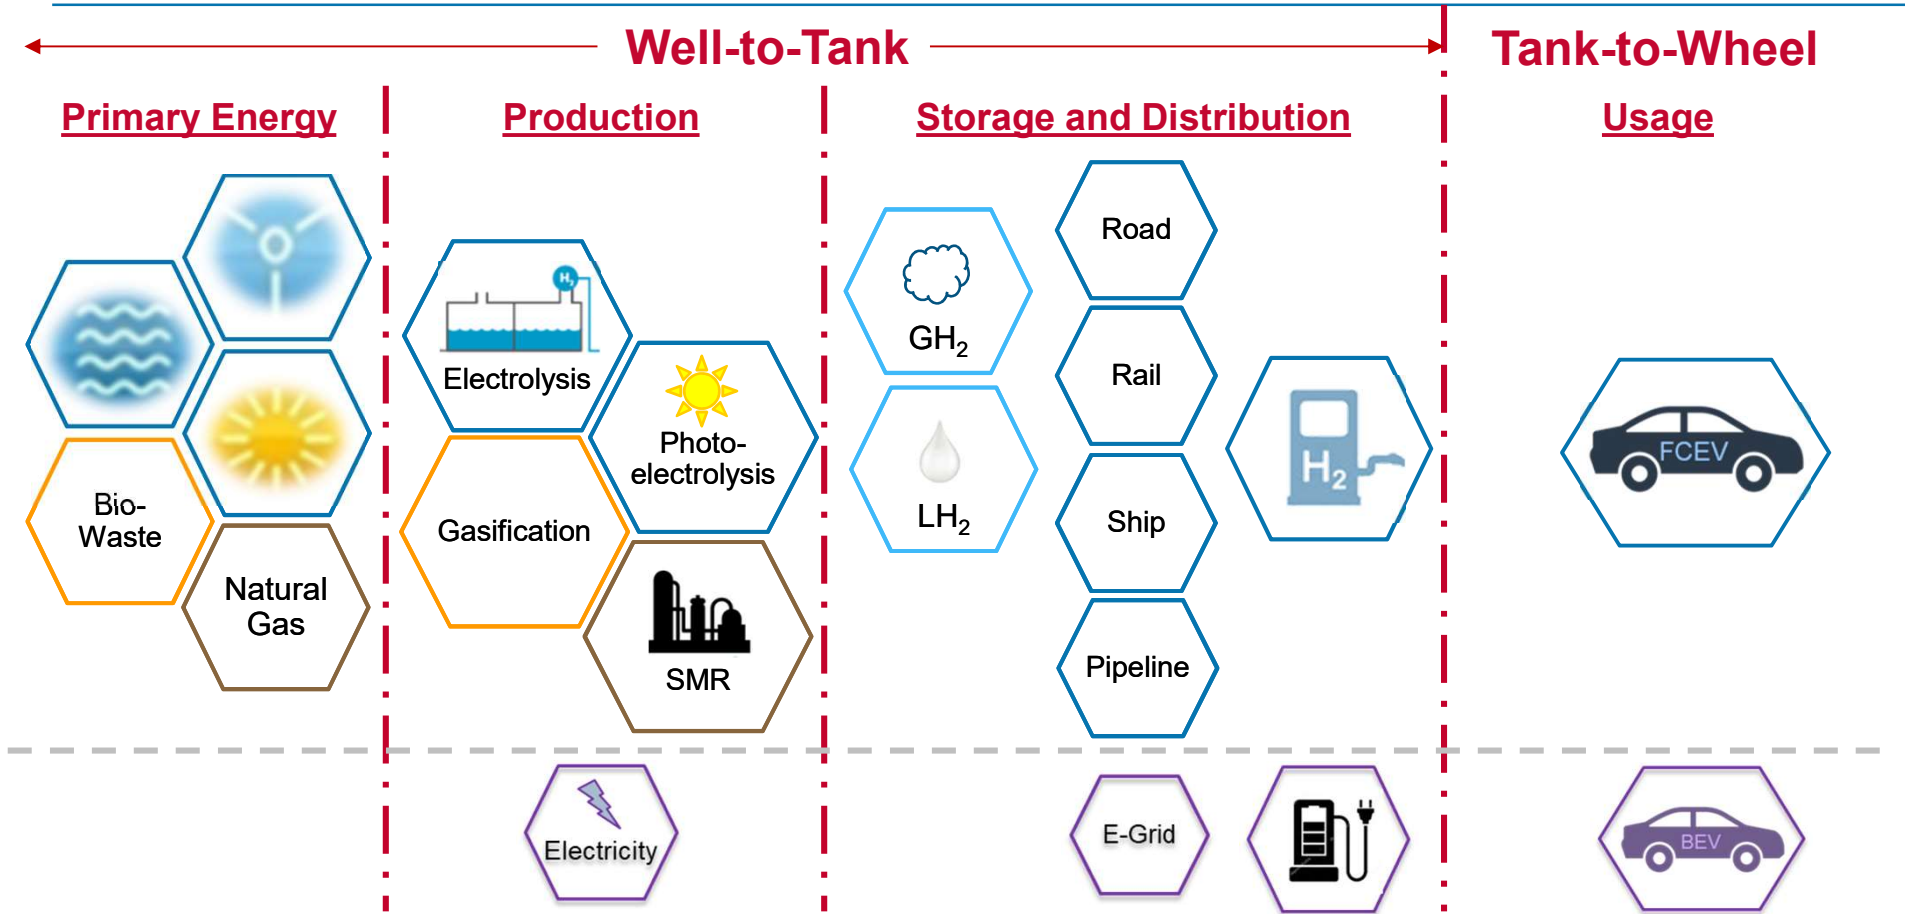 Well-to-Tank
Tank-to-Wheel
Primary Energy
Production
Storage and Distribution
Usage
Bio-
Waste
Natural
Gas
H₂
Electrolysis
Photo-
electrolysis
Gasification
SMR
GH₂
LH₂
Road
Rail
Ship
Pipeline
H₂
FCEV
Electricity
E-Grid
BEV